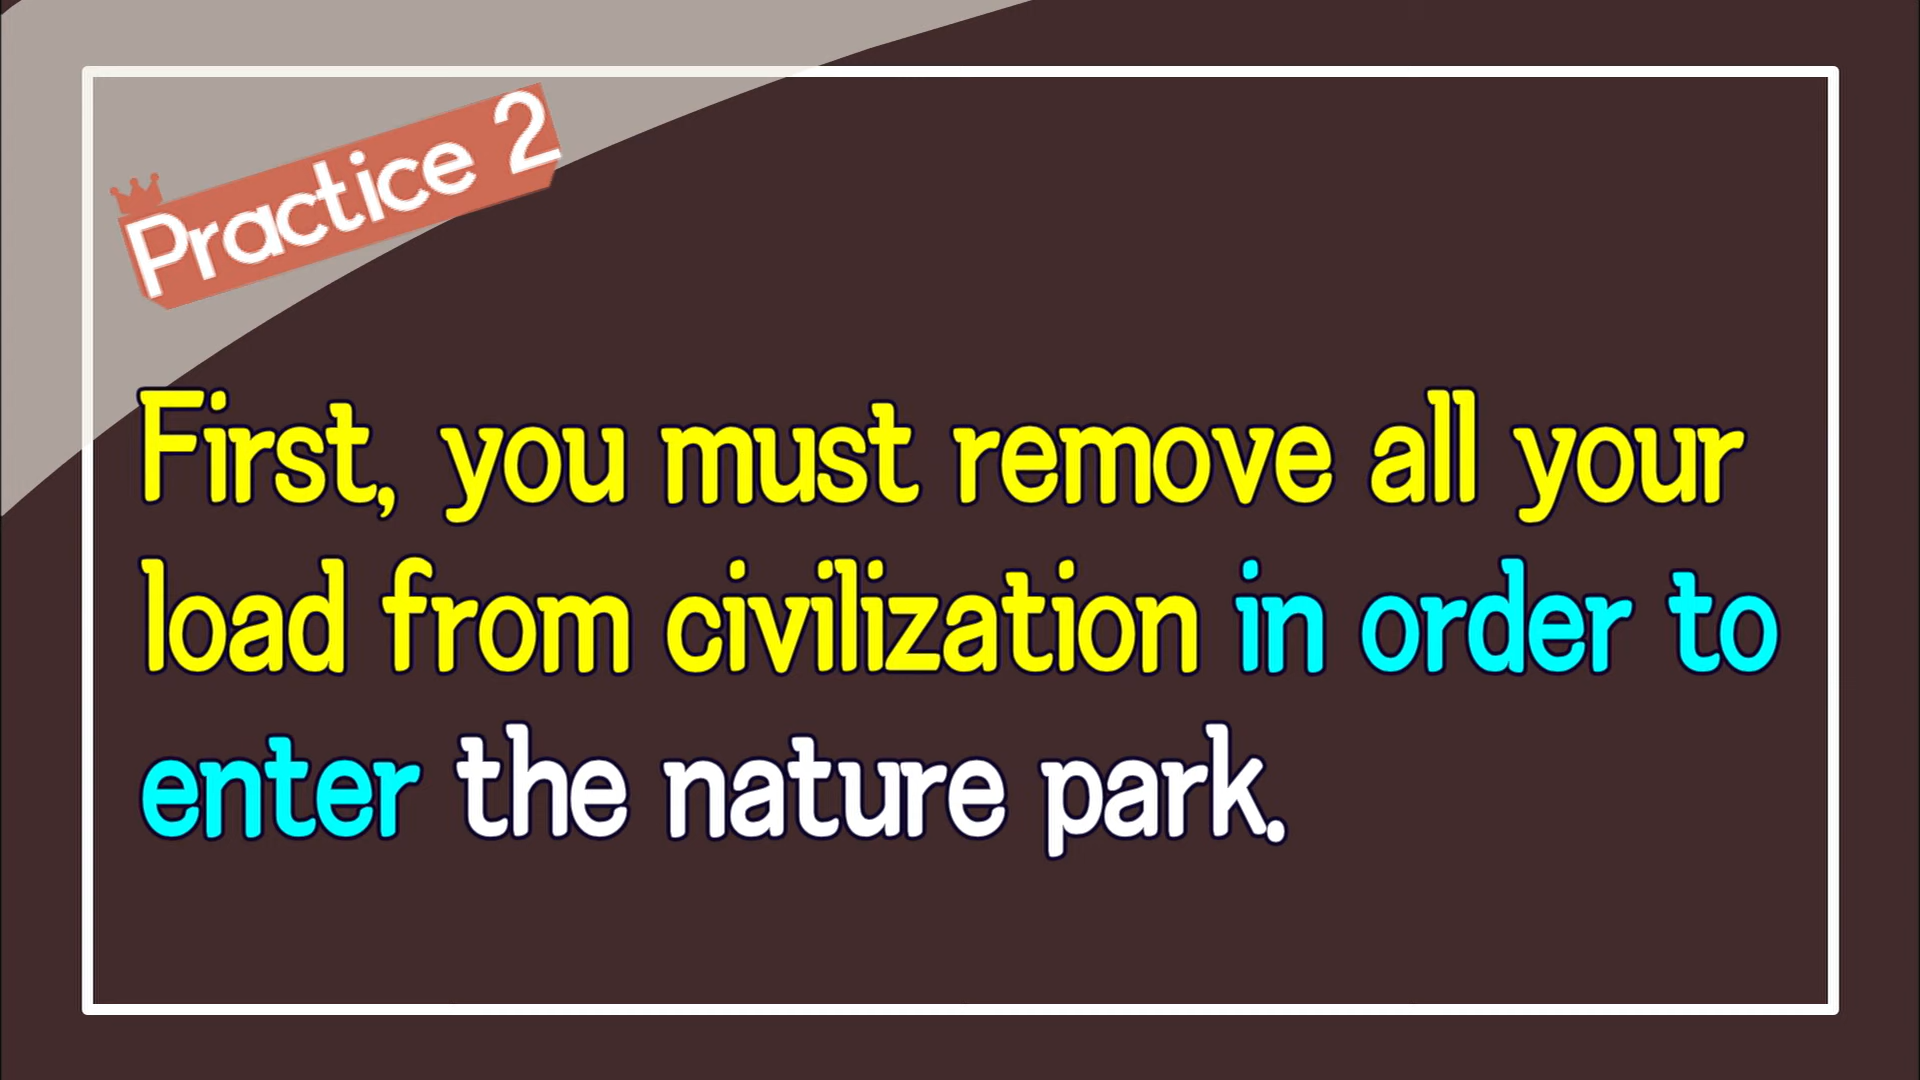 Practice 2
First, you must remove all your
load from civilization in order to
enter the nature park.